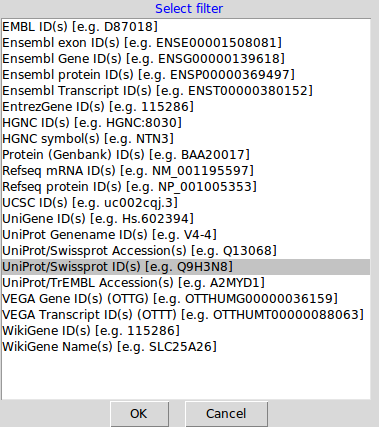 Select filter
EMBL ID(s) [e.g. D87018]
Ensembl exon ID(s) [e.g. ENSE00001508081]
Ensembl Gene ID(s) [e.g. ENSG00000139618]
Ensembl protein ID(s) [e.g. ENSP00000369497]
Ensembl Transcript ID(s) [e.g. ENST00000380152]
EntrezGene ID(s) [e.g. 115286]
HGNC ID(s) [e.g. HGNC:8030]
HGNC symbol(s) [e.g. NTN3]
Protein (Genbank) ID(s) [e.g. BAA20017]
Refseq mRNA ID(s) [e.g. NM_001195597]
Refseq protein ID(s) [e.g. NP_001005353]
UCSC ID(s) [e.g. uc002cqj.3]
UniGene ID(s) [e.g. Hs.602394]
UniProt Genename ID(s) [e.g. V4-4]
UniProt/Swissprot Accession(s) [e.g. Q13068]
UniProt/Swissprot ID(s) [e.g. Q9H3N8]
UniProt/TrEMBL Accession(s) [e.g. A2MYD1]
VEGA Gene ID(s) (OTTG) [e.g. OTTHUMG00000036159]
VEGA Transcript ID(s) (OTTT) [e.g. OTTHUMT00000088063]
WikiGene ID(s) [e.g. 115286]
WikiGene Name(s) [e.g. SLC25A26]
OK
Cancel